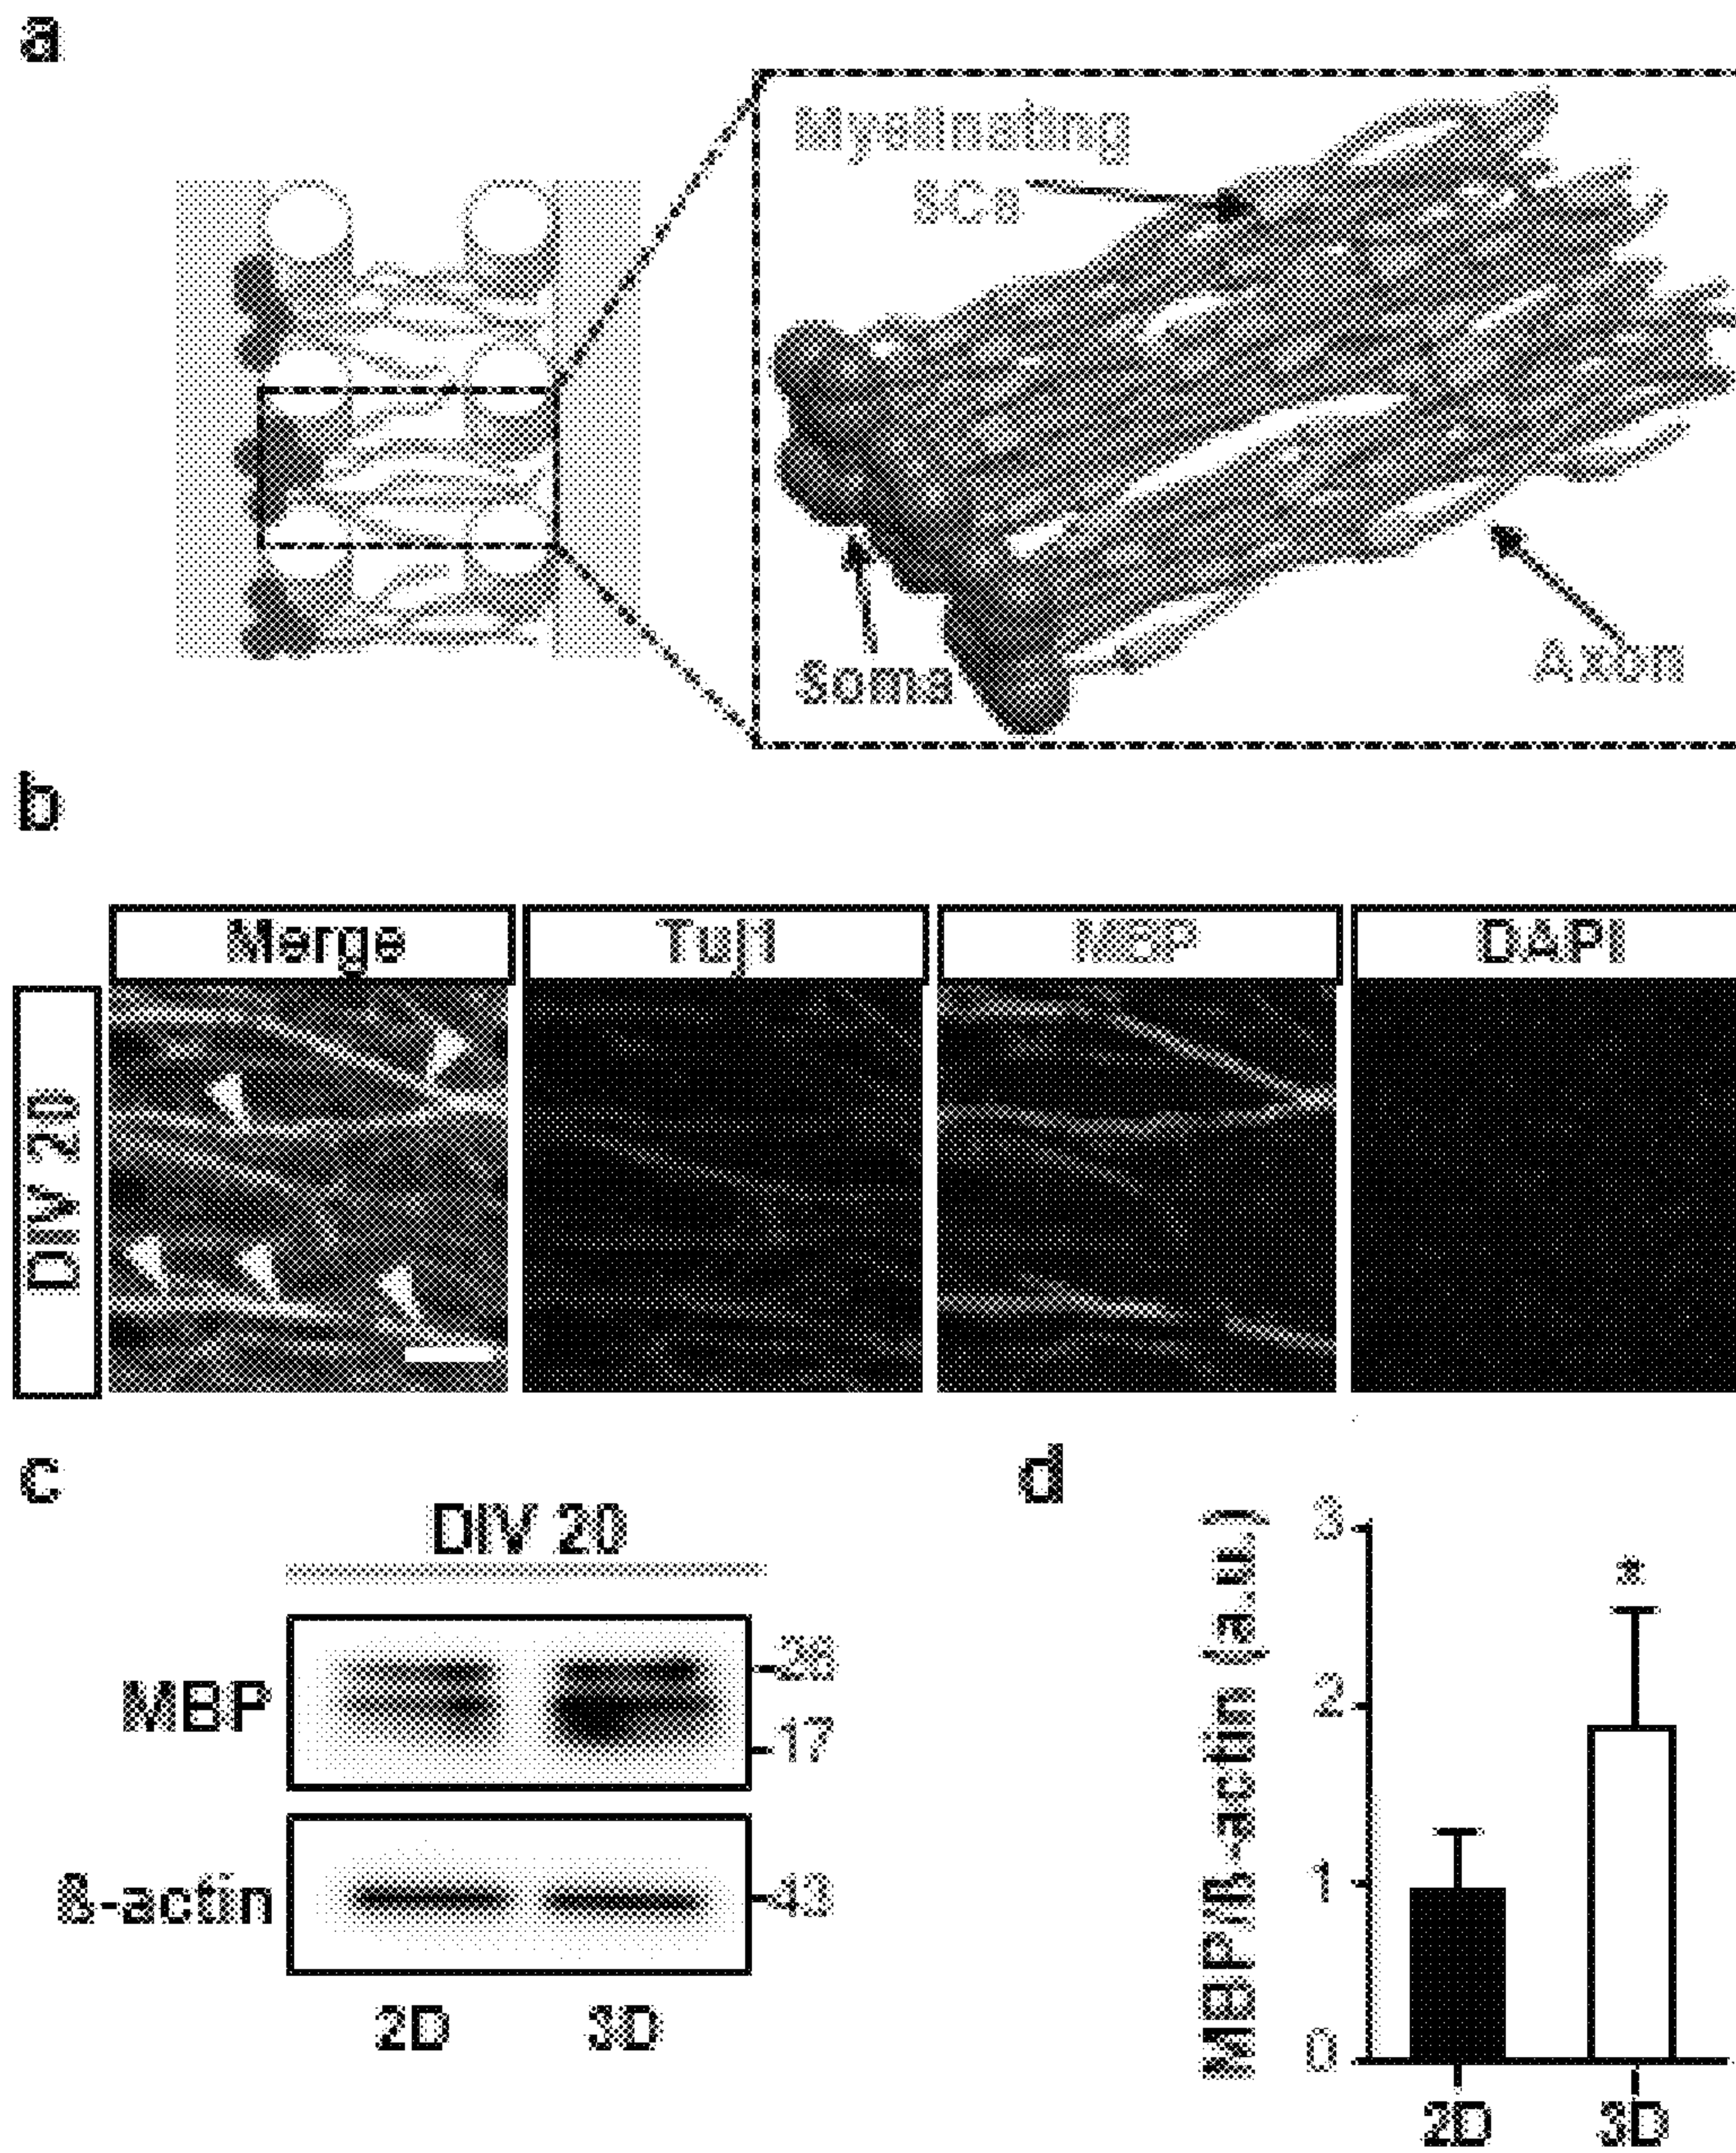 a
Myelinating
SCs
Soma
Axon
b
Merge
Tuj1
MBP
DAPI
DIV 20
c
DIV 20
MBP
28
17
ß-actin
43
2D
3D
d
MBP/ß-actin (a.u.)
3
2
1
0
*
2D
3D